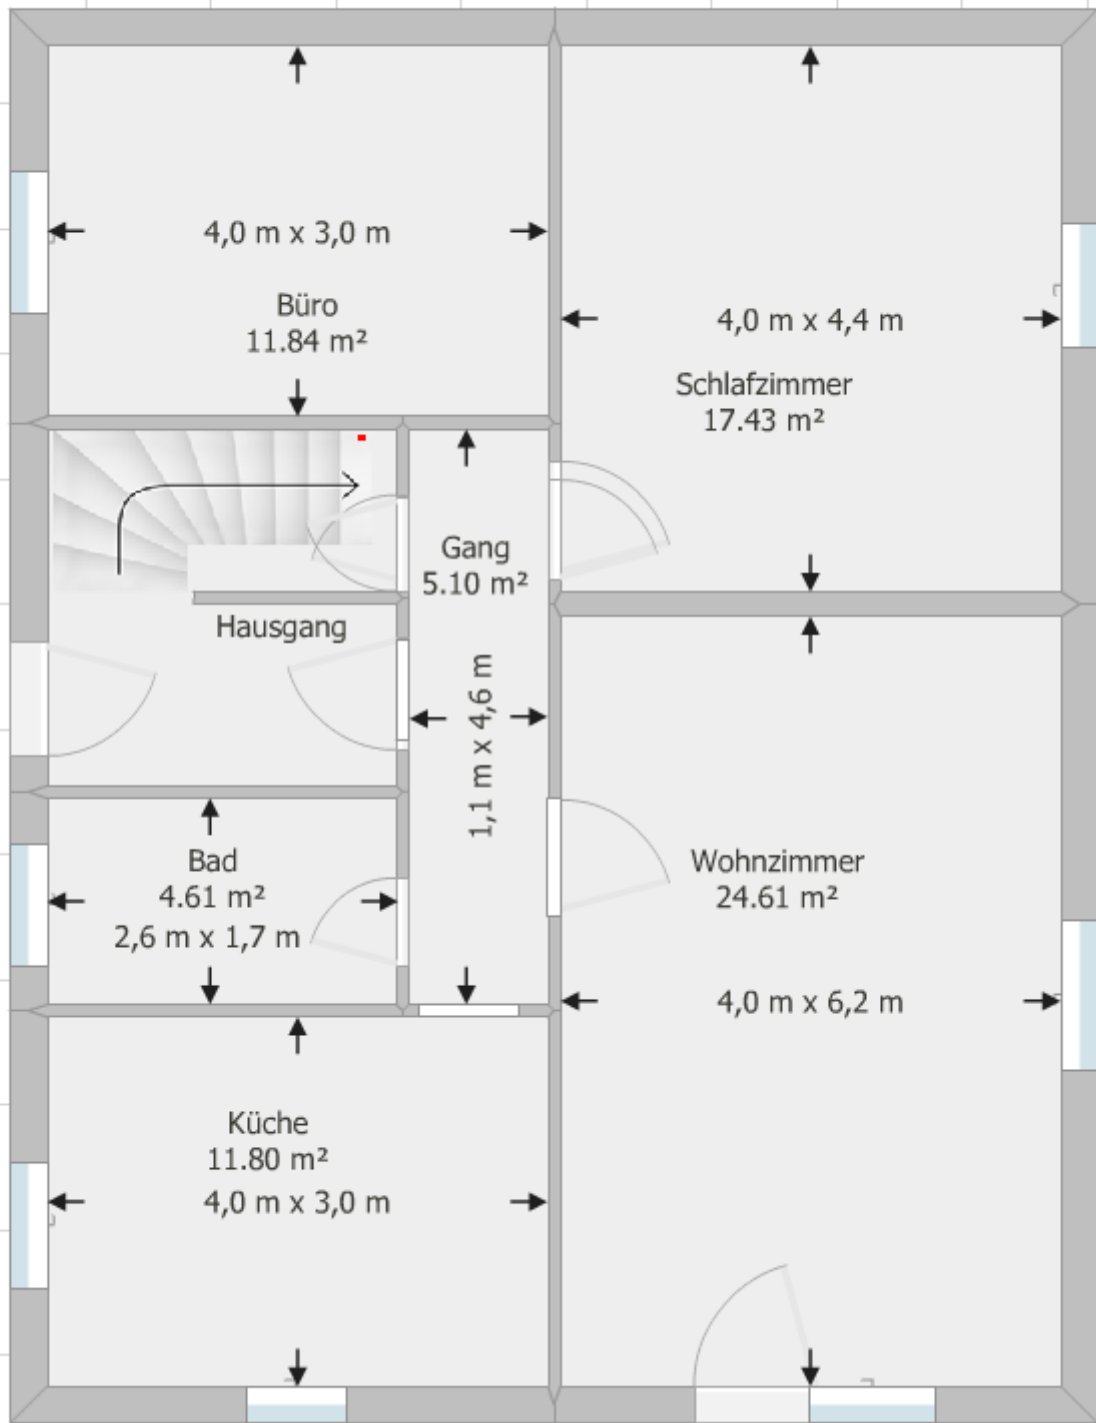 4,0 m x 3,0 m
Büro
11.84 m²
4,0 m x 4,4 m
Schlafzimmer
17.43 m²
Gang
5.10 m²
Hausgang
1,1 m x 4,6 m
Bad
4.61 m²
2,6 m x 1,7 m
Wohnzimmer
24.61 m²
4,0 m x 6,2 m
Küche
11.80 m²
4,0 m x 3,0 m